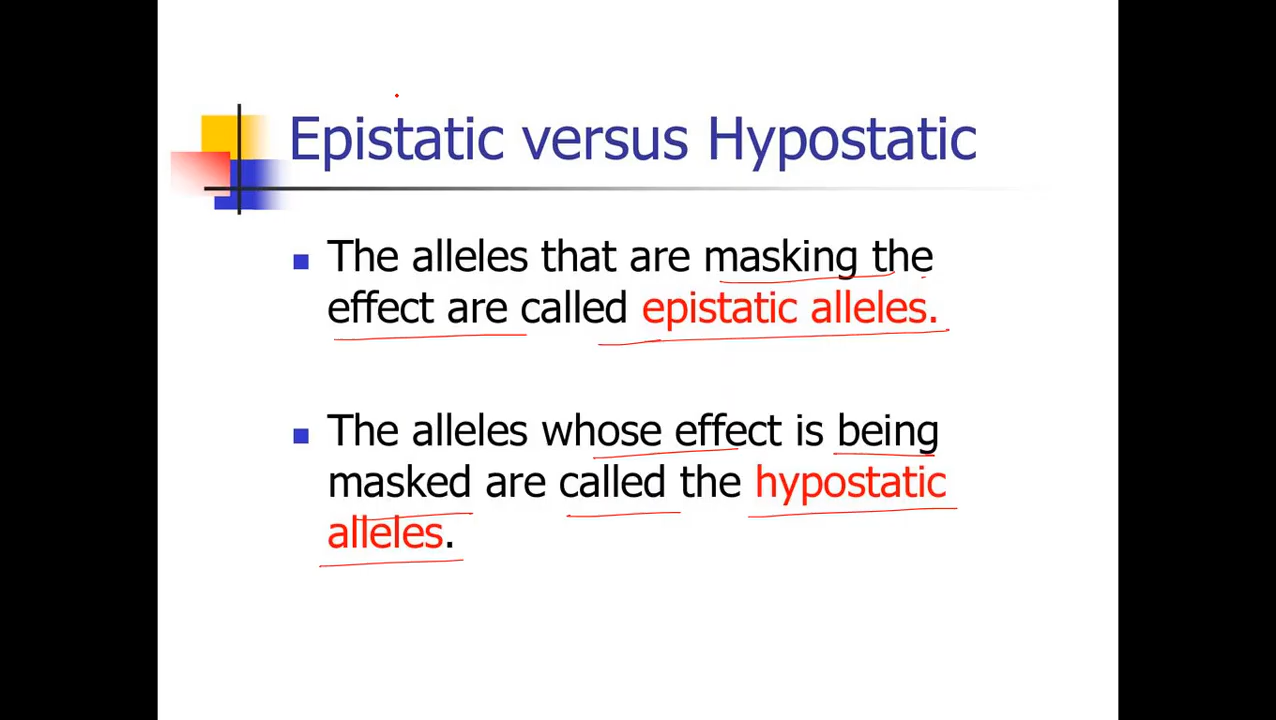 Epistatic versus Hypostatic
The alleles that are masking the
effect are called epistatic alleles.
The alleles whose effect is being
masked are called the hypostatic
alleles.